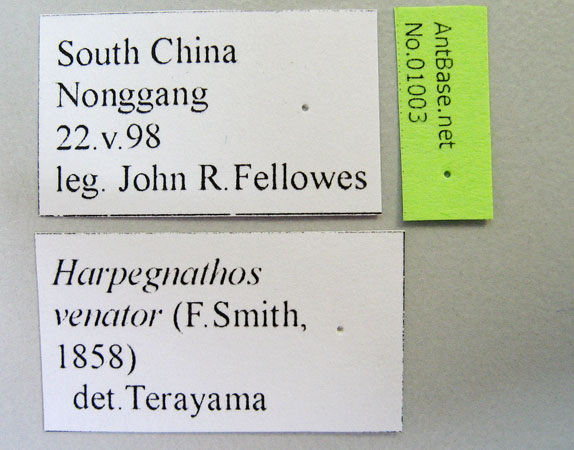 South China
Nonggang
22.v.98
leg. John R.Fellowes
AntBase.net
No.01003
Harpegnathos
venator (F.Smith,
1858)
det.Terayama